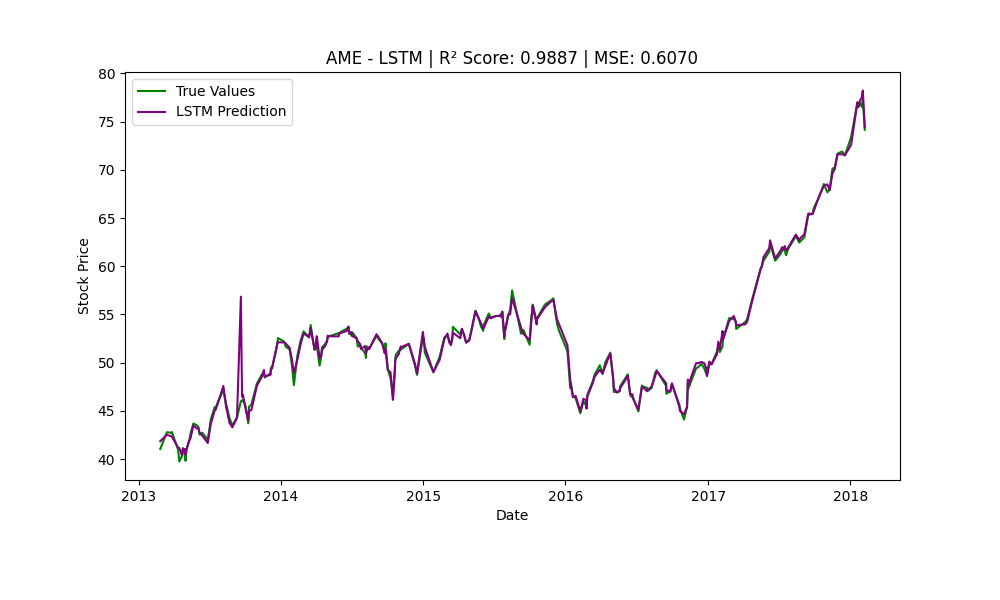 AME - LSTM | R² Score: 0.9887 | MSE: 0.6070
True Values
LSTM Prediction
Stock Price
80
75
70
65
60
55
50
45
40
2013 2014 2015 2016 2017 2018
Date